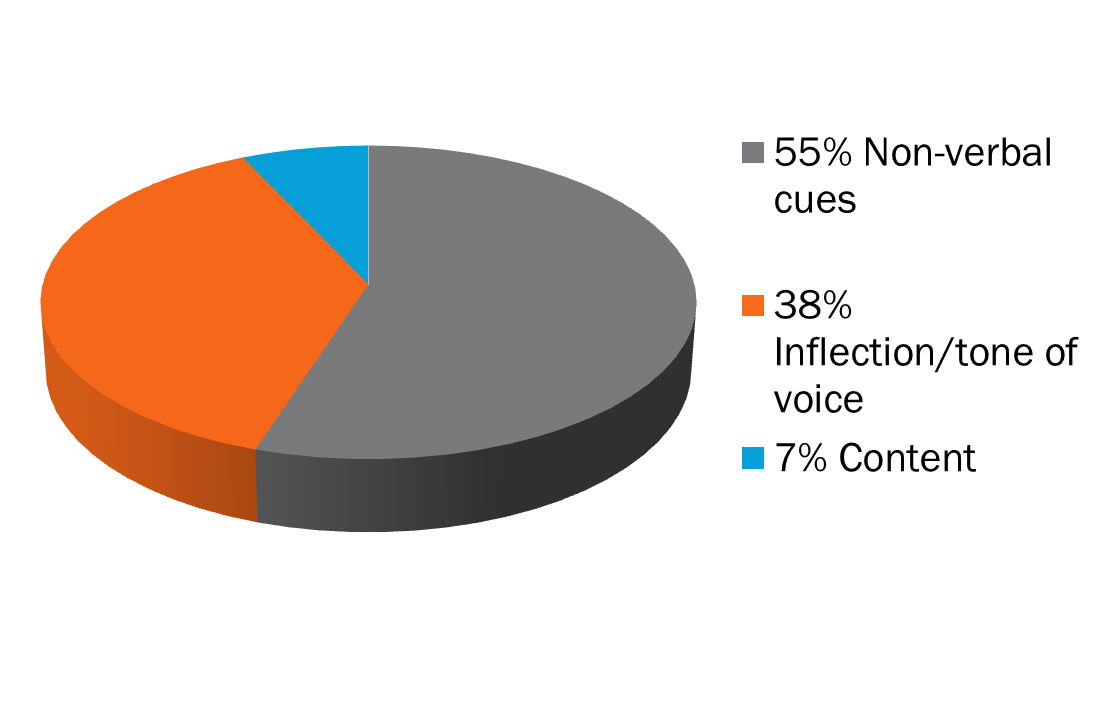 55% Non-verbal
cues
38%
Inflection/tone of
voice
7% Content